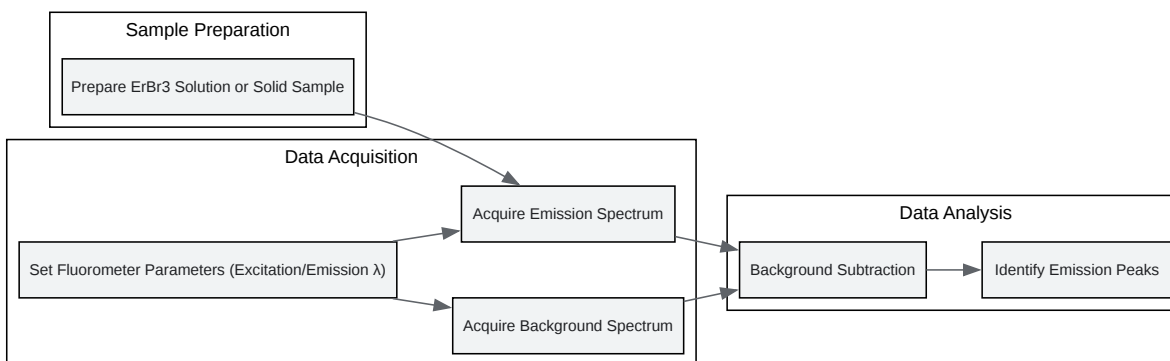 Sample Preparation
Prepare ErBr3 Solution or Solid Sample
Data Acquisition
Acquire Emission Spectrum
Set Fluorometer Parameters (Excitation/Emission λ)
Acquire Background Spectrum
Data Analysis
Background Subtraction
Identify Emission Peaks